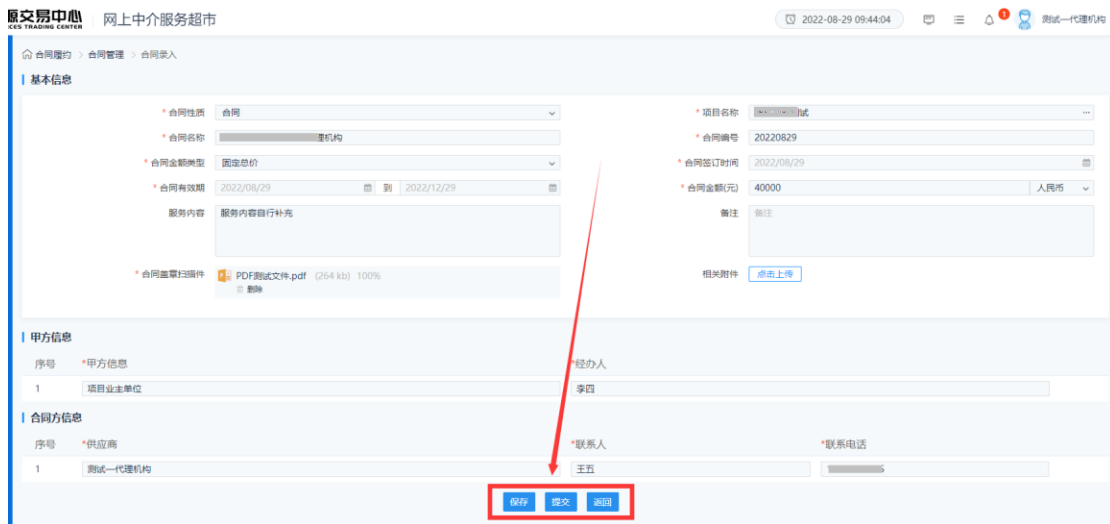 源交易中心 网上中介服务超市 2022-08-29 09:44:04 1 测试一代理机构
CES TRADING CENTER
合同履约 > 合同管理 > 合同录入
基本信息
* 合同性质 合同 * 项目名称 试 ...
* 合同名称 理机构 * 合同编号 20220829
* 合同金额类型 固定总价 * 合同签订时间 2022/08/29
* 合同有效期 2022/08/29 到 2022/12/29 * 合同金额(元) 40000 人民币
服务内容 服务内容自行补充 备注 备注
* 合同盖章扫描件 PDF测试文件.pdf (264 kb) 100% 相关附件 点击上传
删除
甲方信息
序号 *甲方信息 *经办人
1 项目业主单位 李四
合同方信息
序号 *供应商 *联系人 *联系电话
1 测试一代理机构 王五
保存 提交 返回